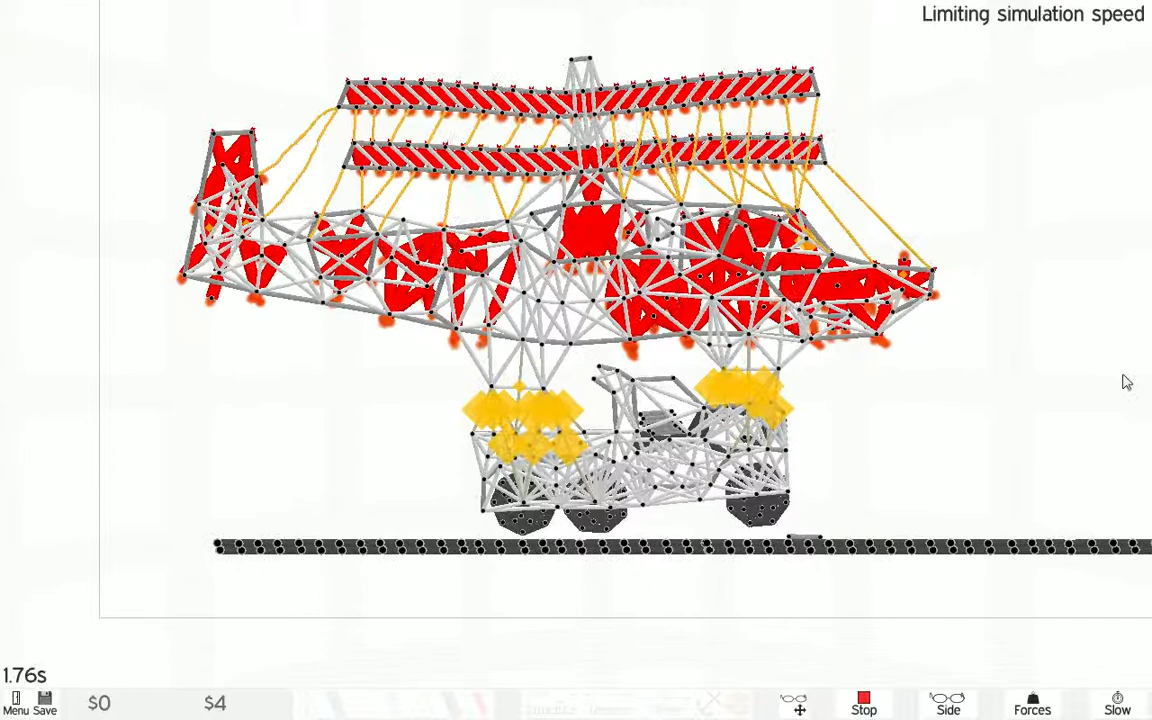 Limiting simulation speed
1.76s
Menu Save $0 $4 Stop Side Forces Slow